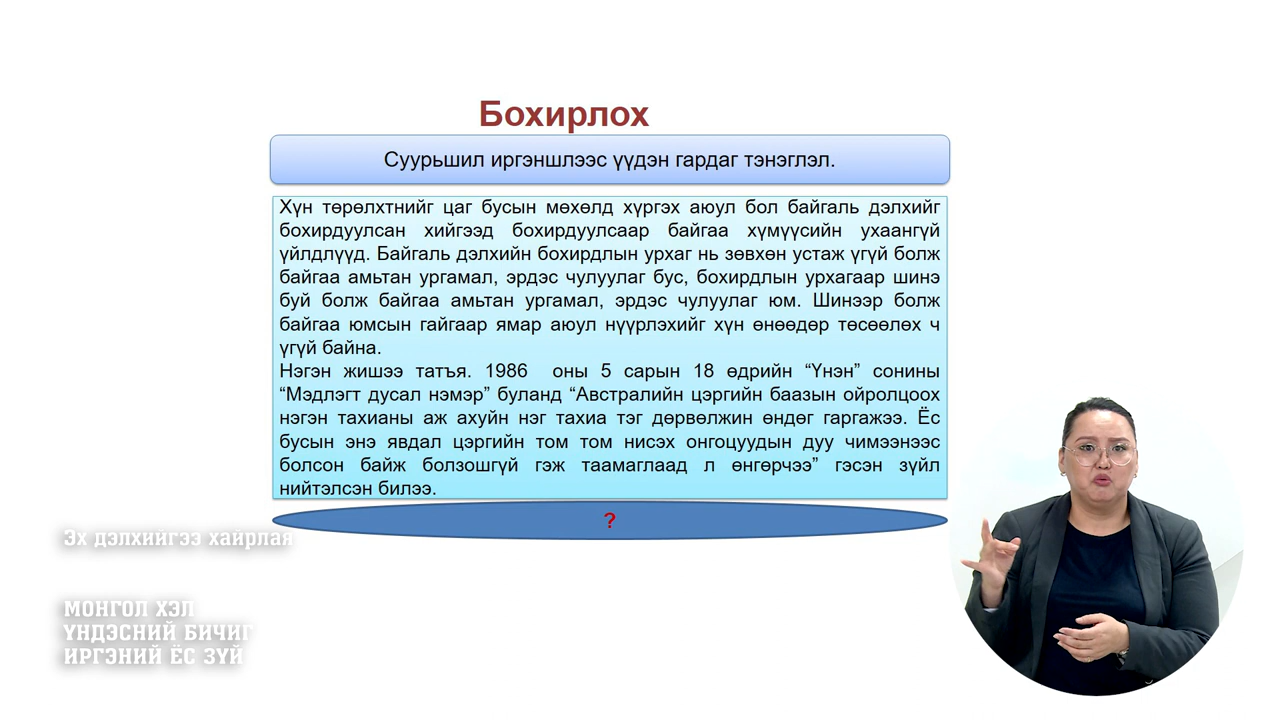 Бохирлох
Суурьшил иргэншлээс үүдэн гардаг тэнэглэл.
Хүн төрөлхтнийг цаг бусын мөхөлд хүргэх аюул бол байгаль дэлхийг
бохирдуулсан хийгээд бохирдуулсаар байгаа хүмүүсийн ухаангүй
үйлдлүүд. Байгаль дэлхийн бохирдлын урхаг нь зөвхөн устаж үгүй болж
байгаа амьтан ургамал, эрдэс чулуулаг бус, бохирдлын урхагаар шинэ
буй болж байгаа амьтан ургамал, эрдэс чулуулаг юм. Шинээр болж
байгаа юмсын гайгаар ямар аюул нүүрлэхийг хүн өнөөдөр төсөөлөх ч
үгүй байна.
Нэгэн жишээ татъя. 1986 оны 5 сарын 18 өдрийн “Үнэн” сонины
“Мэдлэгт дусал нэмэр” буланд “Австралийн цэргийн баазын ойролцоох
нэгэн тахианы аж ахуйн нэг тахиа тэг дөрвөлжин өндөг гаргажээ. Ёс
бусын энэ явдал цэргийн том том нисэх онгоцуудын дуу чимээнээс
болсон байж болзошгүй гэж таамаглаад л өнгөрчээ” гэсэн зүйл
нийтэлсэн билээ.
?
Эх дэлхийгээ хайрлая
МОНГОЛ ХЭЛ
ҮНДЭСНИЙ БИЧИГ
ИРГЭНИЙ ЁС ЗҮЙ